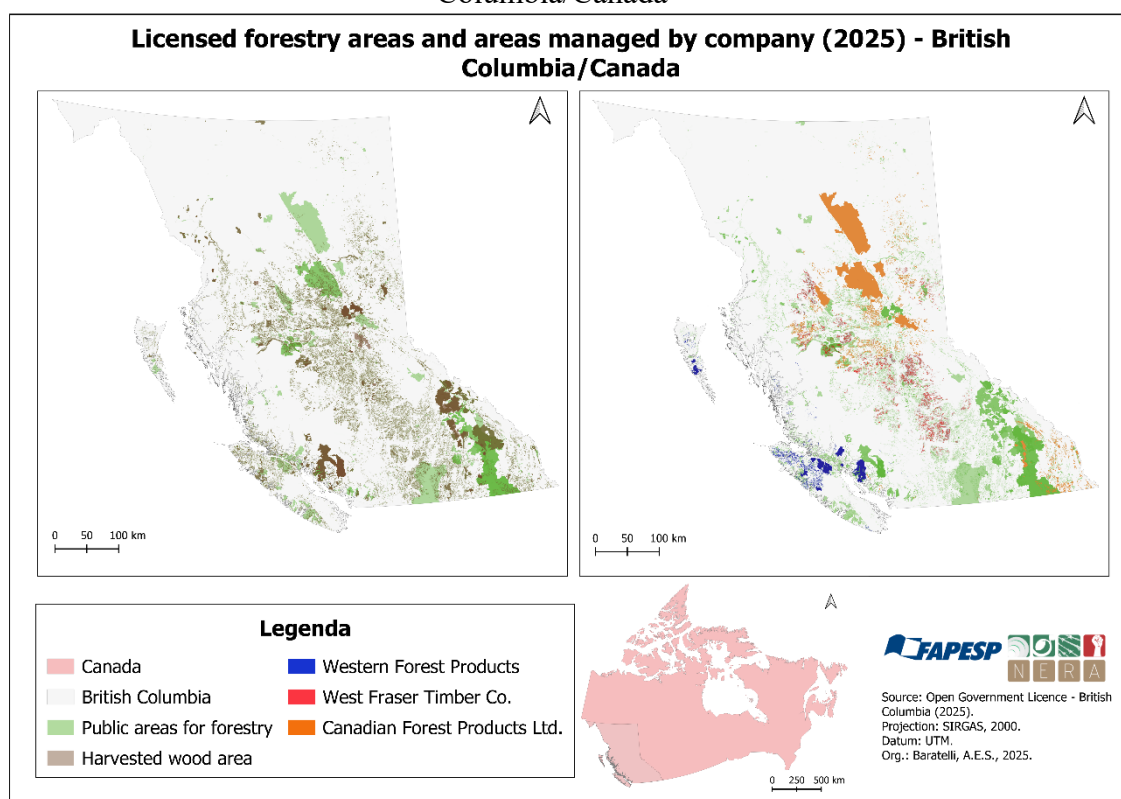 Columbia/Canada
Licensed forestry areas and areas managed by company (2025) - British
Columbia/Canada
0 50 100 km
0 50 100 km
Legenda
Canada
British Columbia
Public areas for forestry
Harvested wood area
Western Forest Products
West Fraser Timber Co.
Canadian Forest Products Ltd.
0 250 500 km
FAPESP
NERA
Source: Open Government Licence - British
Columbia (2025).
Projection: SIRGAS, 2000.
Datum: UTM.
Org.: Baratelli, A.E.S., 2025.